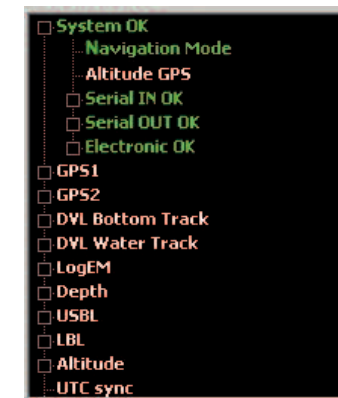 System OK
Navigation Mode
Altitude GPS
Serial IN OK
Serial OUT OK
Electronic OK
GPS1
GPS2
DVL Bottom Track
DVL Water Track
LogEM
Depth
USBL
LBL
Altitude
UTC sync